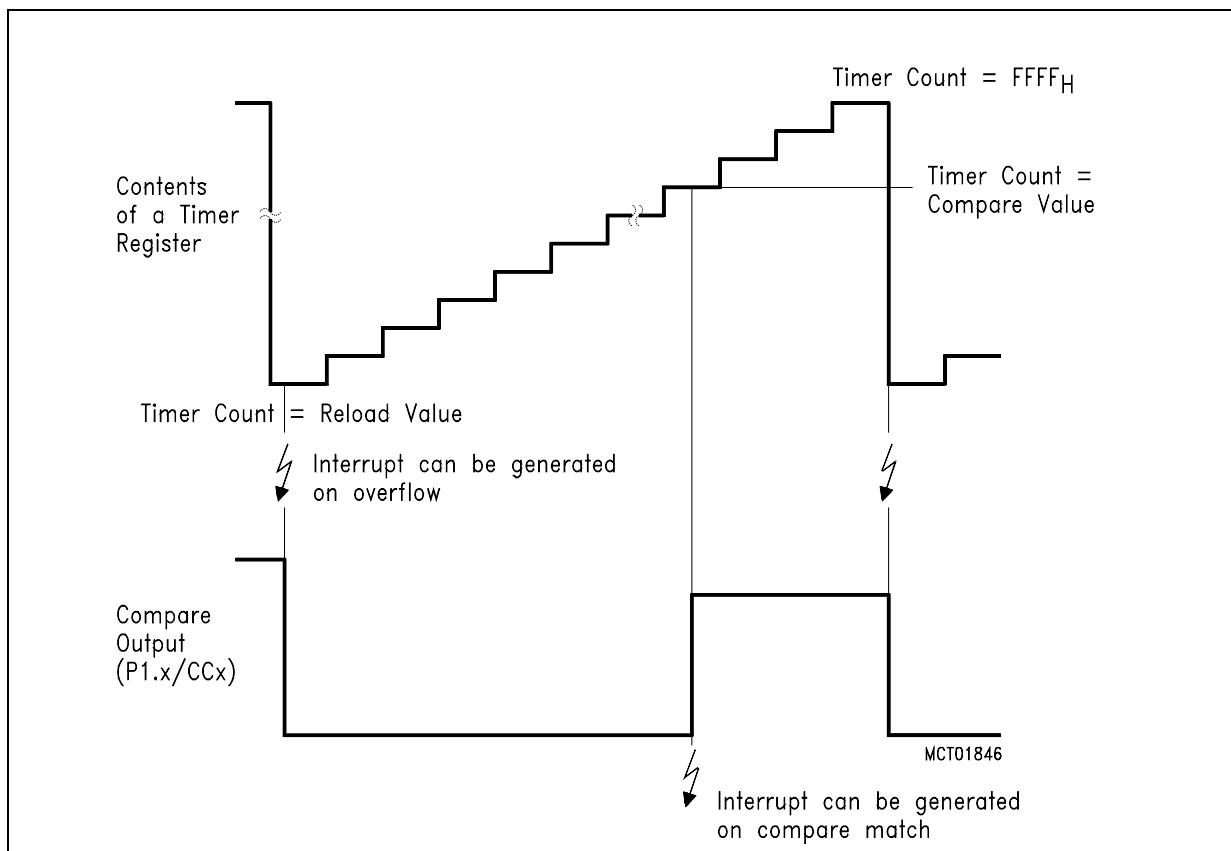 Timer Count = FFFFH
Contents
of a Timer
Register
Timer Count =
Compare Value
Timer Count = Reload Value
Interrupt can be generated
on overflow
Compare
Output
(P1.x/CCx)
MCT01846
Interrupt can be generated
on compare match